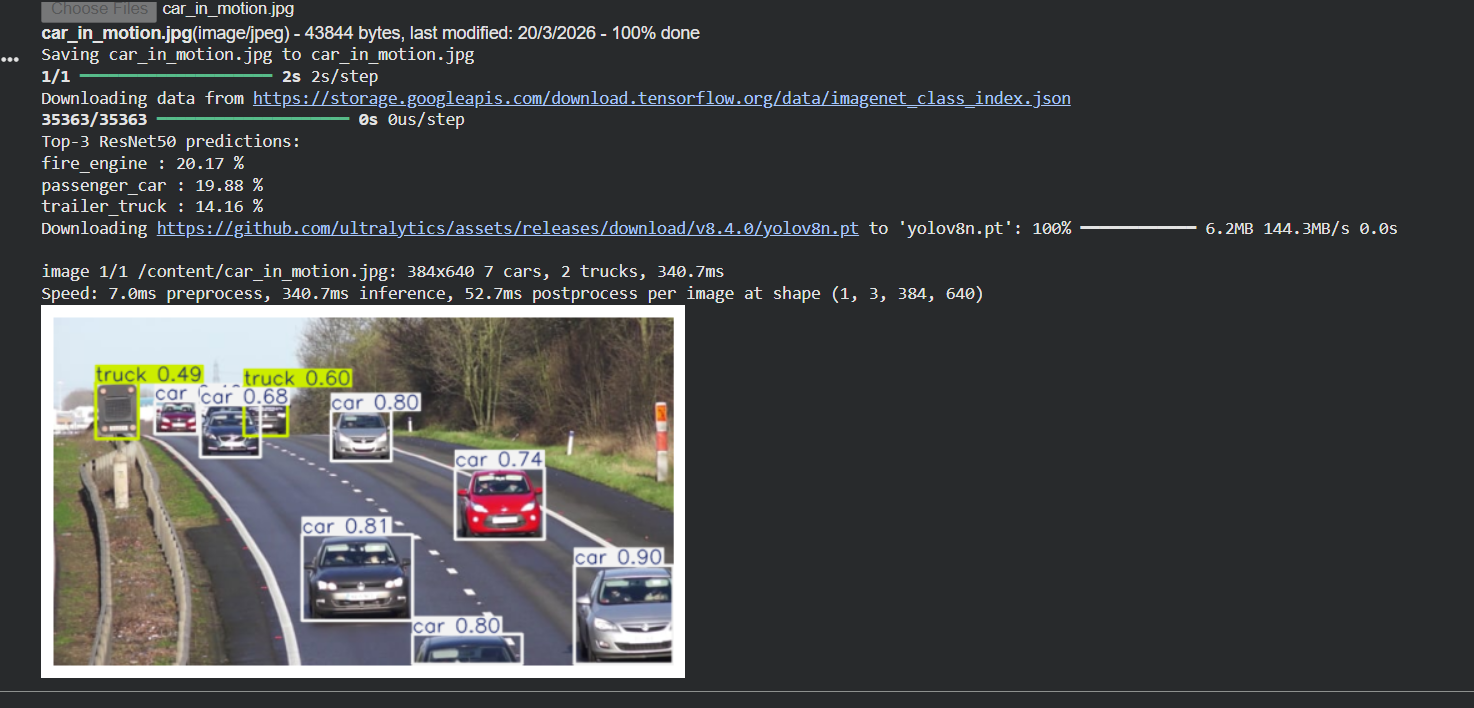 Choose Files car_in_motion.jpg
car_in_motion.jpg(image/jpeg) - 43844 bytes, last modified: 20/3/2026 - 100% done
Saving car_in_motion.jpg to car_in_motion.jpg
1/1 2s 2s/step
Downloading data from https://storage.googleapis.com/download.tensorflow.org/data/imagenet_class_index.json
35363/35363 0s 0us/step
Top-3 ResNet50 predictions:
fire_engine : 20.17 %
passenger_car : 19.88 %
trailer_truck : 14.16 %
Downloading https://github.com/ultralytics/assets/releases/download/v8.4.0/yolov8n.pt to 'yolov8n.pt': 100% 6.2MB 144.3MB/s 0.0s
image 1/1 /content/car_in_motion.jpg: 384x640 7 cars, 2 trucks, 340.7ms
Speed: 7.0ms preprocess, 340.7ms inference, 52.7ms postprocess per image at shape (1, 3, 384, 640)
truck 0.49
truck 0.60
car
car 0.68
car 0.80
car 0.74
car 0.81
car 0.90
car 0.80